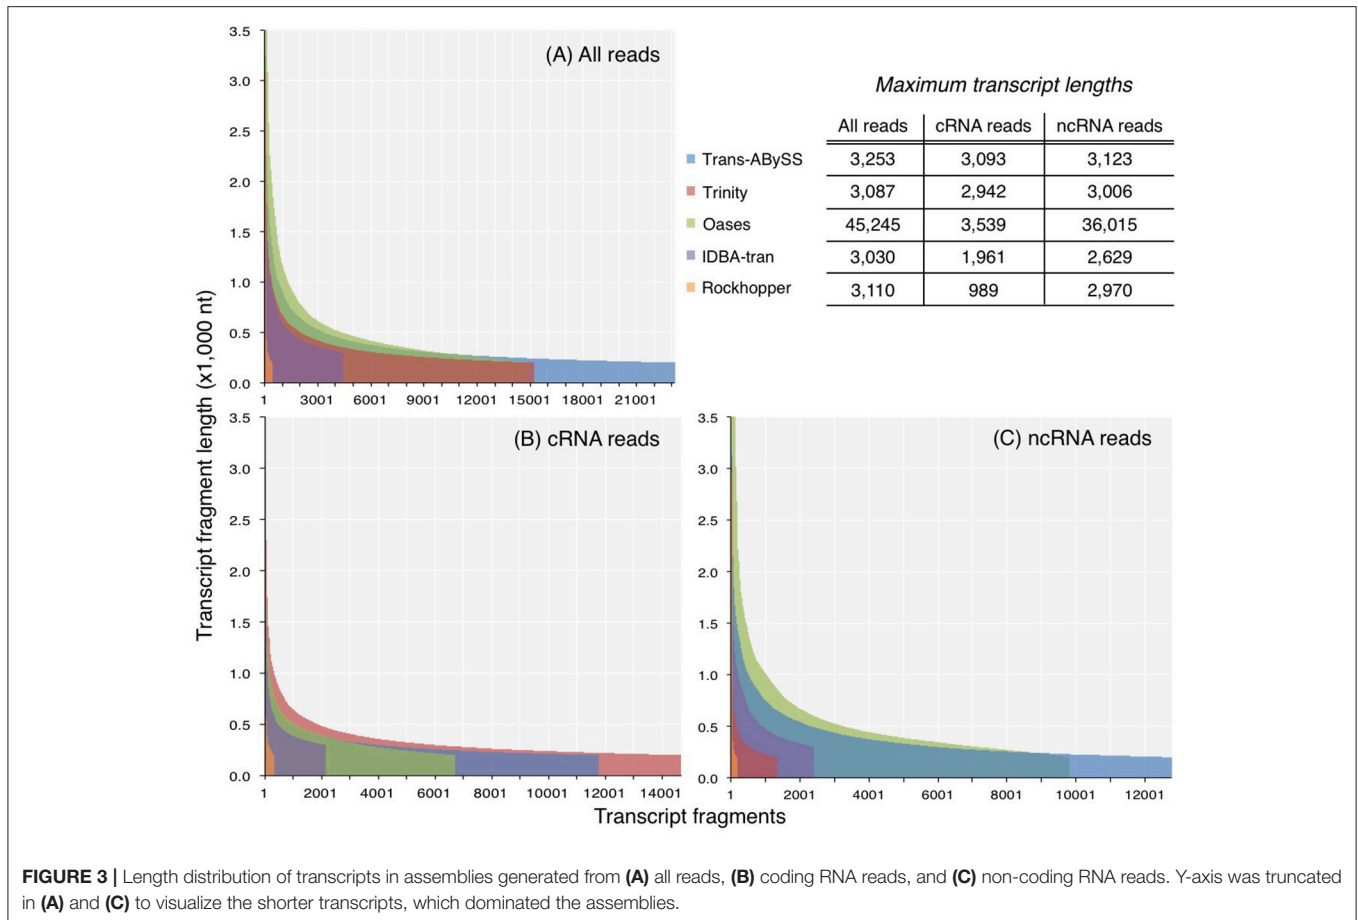 Transcript fragment length (x1,000 nt)
(A) All reads
3.5
3.0
2.5
2.0
1.5
1.0
0.5
0.0
1 3001 6001 9001 12001 15001 18001 21001
Maximum transcript lengths
All reads cRNA reads ncRNA reads
Trans-ABySS 3,253 3,093 3,123
Trinity 3,087 2,942 3,006
Oases 45,245 3,539 36,015
IDBA-tran 3,030 1,961 2,629
Rockhopper 3,110 989 2,970
(B) cRNA reads
3.5
3.0
2.5
2.0
1.5
1.0
0.5
0.0
1 2001 4001 6001 8001 10001 12001 14001
(C) ncRNA reads
3.5
3.0
2.5
2.0
1.5
1.0
0.5
0.0
1 2001 4001 6001 8001 10001 12001
Transcript fragments
FIGURE 3 | Length distribution of transcripts in assemblies generated from (A) all reads, (B) coding RNA reads, and (C) non-coding RNA reads. Y-axis was truncated
in (A) and (C) to visualize the shorter transcripts, which dominated the assemblies.